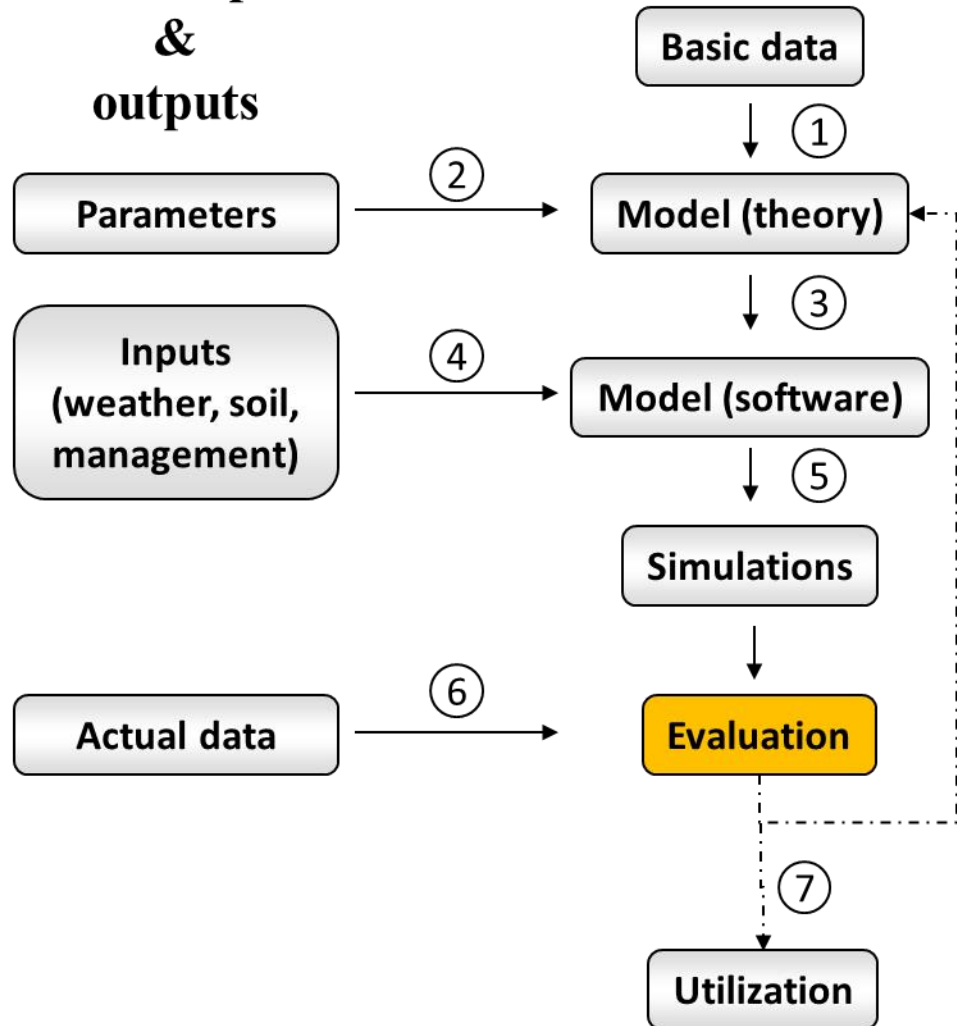 &
outputs
Basic data
①
②
Parameters
Model (theory)
③
Inputs
(weather, soil,
management)
④
Model (software)
⑤
Simulations
⑥
Actual data
Evaluation
⑦
Utilization